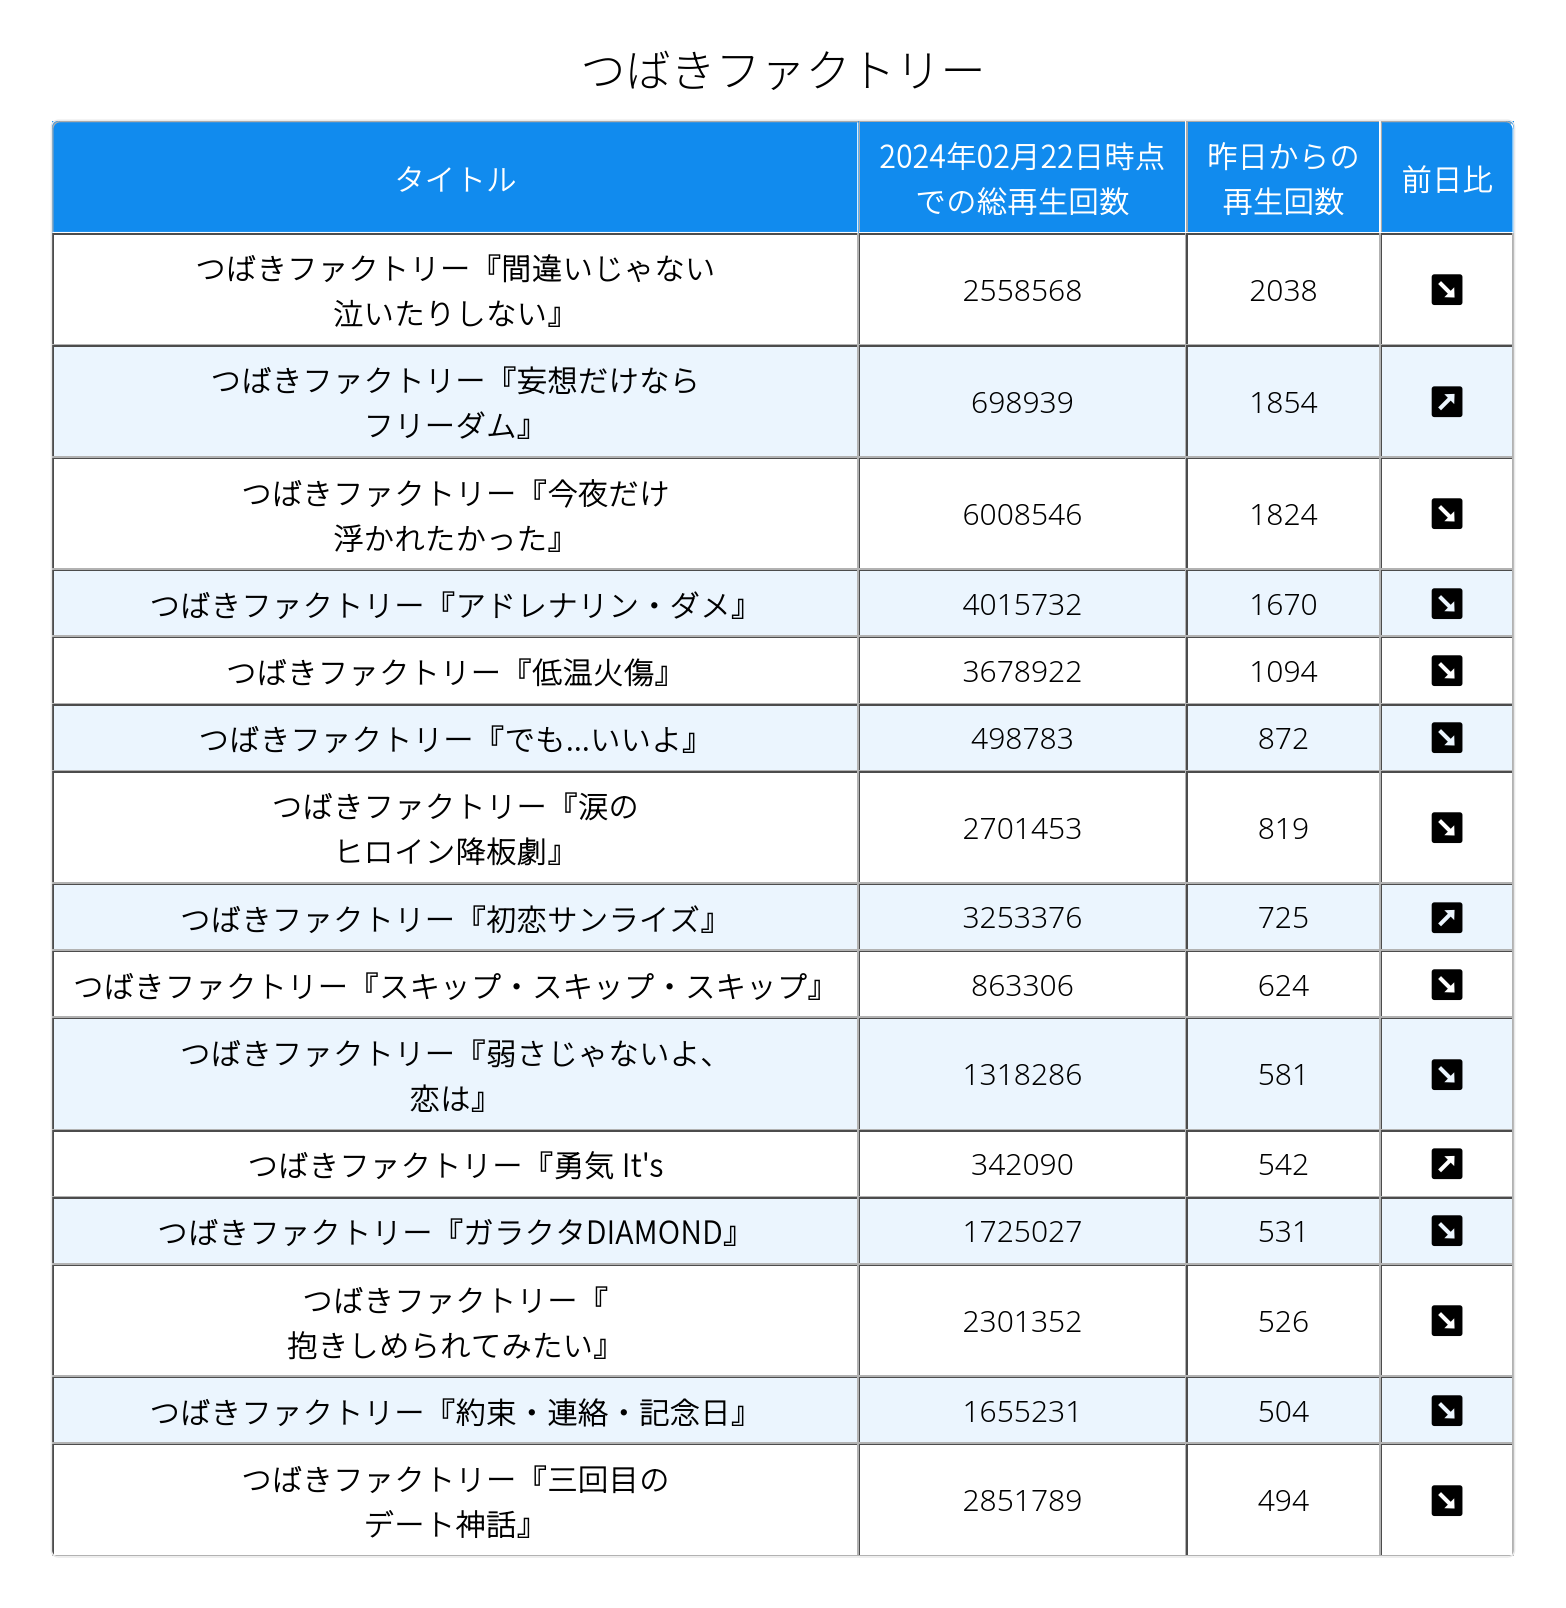 つばきファクトリー
タイトル
2024年02月22日時点
での総再生回数
昨日からの
再生回数
前日比
つばきファクトリー『間違いじゃない
泣いたりしない』
2558568
2038
つばきファクトリー『妄想だけなら
フリーダム』
698939
1854
つばきファクトリー『今夜だけ
浮かれたかった』
6008546
1824
つばきファクトリー『アドレナリン・ダメ』
4015732
1670
つばきファクトリー『低温火傷』
3678922
1094
つばきファクトリー『でも...いいよ』
498783
872
つばきファクトリー『涙の
ヒロイン降板劇』
2701453
819
つばきファクトリー『初恋サンライズ』
3253376
725
つばきファクトリー『スキップ・スキップ・スキップ』
863306
624
つばきファクトリー『弱さじゃないよ、
恋は』
1318286
581
つばきファクトリー『勇気 It's
342090
542
つばきファクトリー『ガラクタDIAMOND』
1725027
531
つばきファクトリー『
抱きしめられてみたい』
2301352
526
つばきファクトリー『約束・連絡・記念日』
1655231
504
つばきファクトリー『三回目の
デート神話』
2851789
494